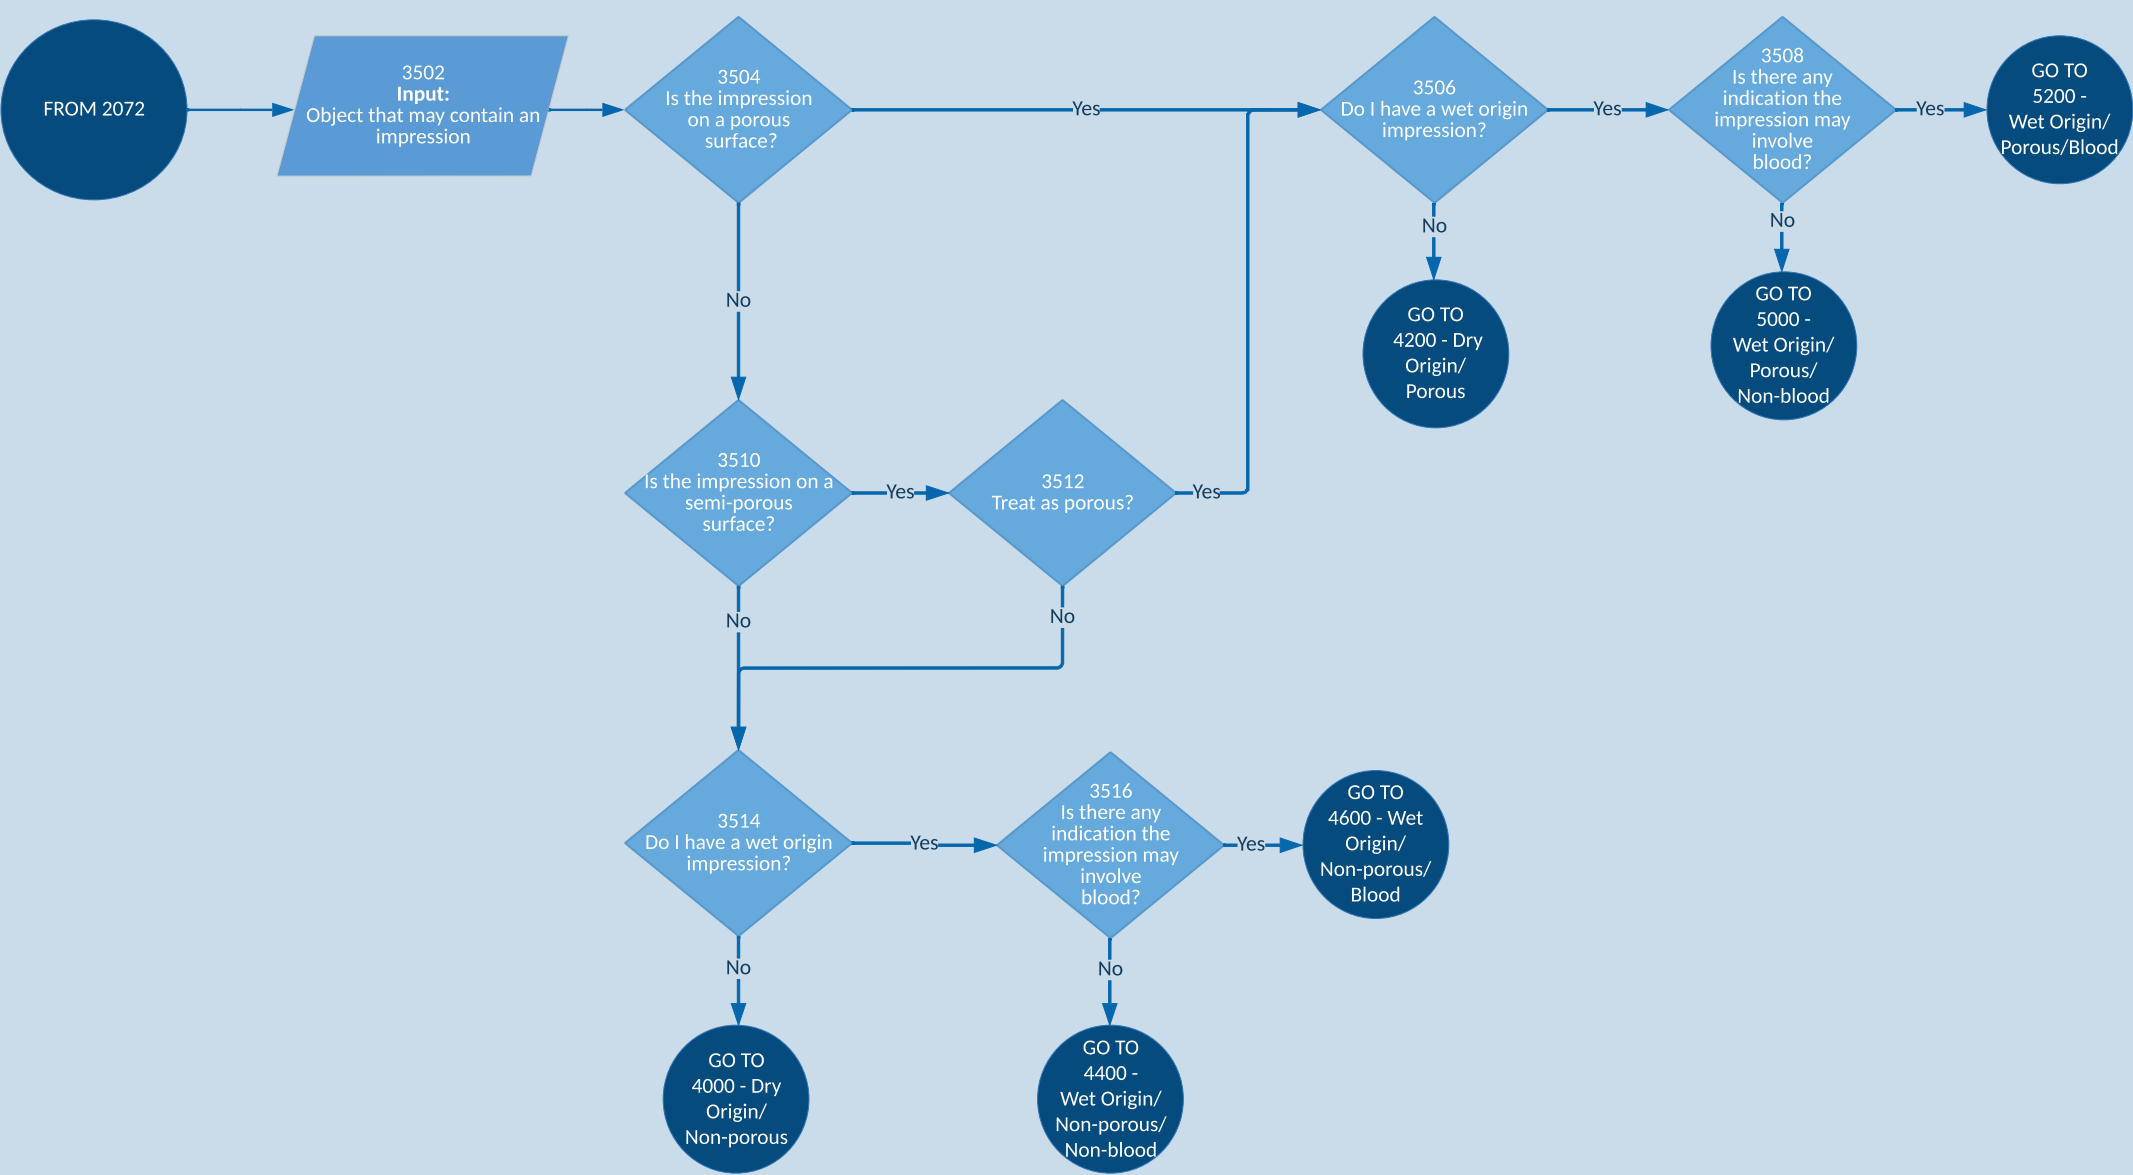 FROM 2072
3502
Input:
Object that may contain an
impression
3504
Is the impression
on a porous
surface?
Yes
3506
Do I have a wet origin
impression?
Yes
3508
Is there any
indication the
impression may
involve
blood?
Yes
GO TO
5200 -
Wet Origin/
Porous/Blood
No
No
No
GO TO
4200 - Dry
Origin/
Porous
GO TO
5000 -
Wet Origin/
Porous/
Non-blood
3510
Is the impression on a
semi-porous
surface?
Yes
3512
Treat as porous?
Yes
No
No
3514
Do I have a wet origin
impression?
Yes
3516
Is there any
indication the
impression may
involve
blood?
Yes
GO TO
4600 - Wet
Origin/
Non-porous/
Blood
No
No
GO TO
4000 - Dry
Origin/
Non-porous
GO TO
4400 -
Wet Origin/
Non-porous/
Non-blood